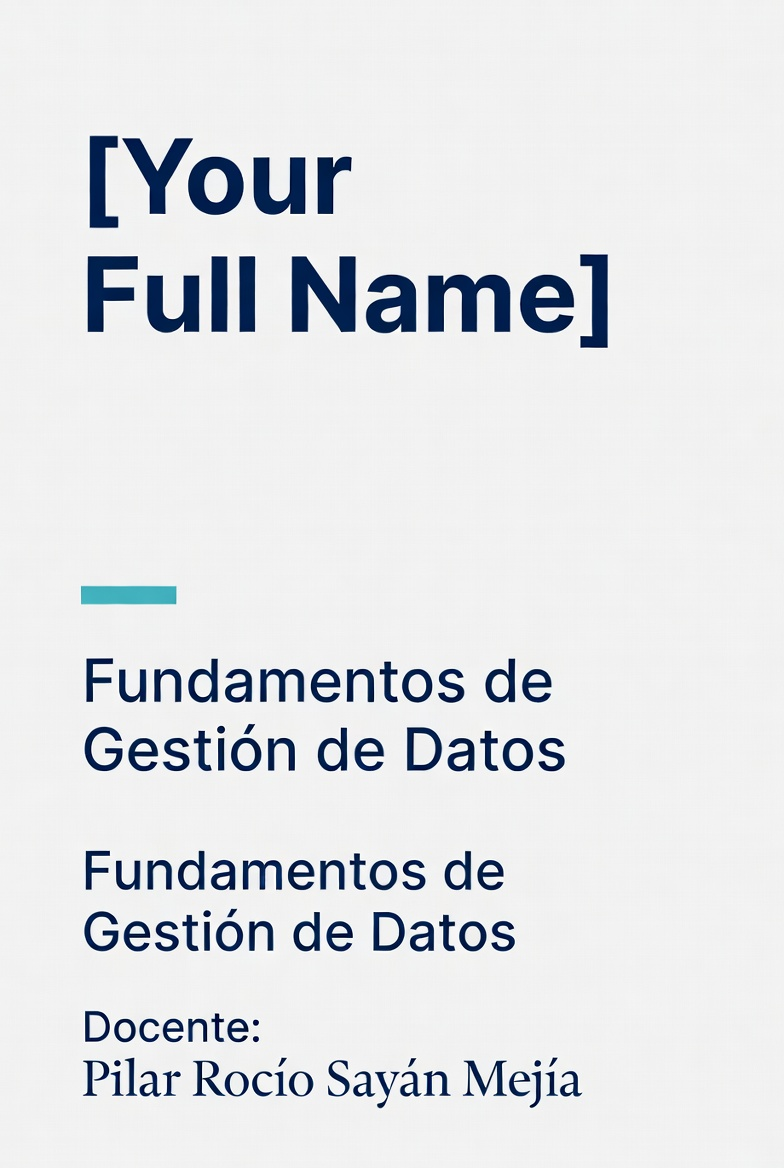 [Your
Full Name]
Fundamentos de
Gestión de Datos
Fundamentos de
Gestión de Datos
Docente:
Pilar Rocío Sayán Mejía